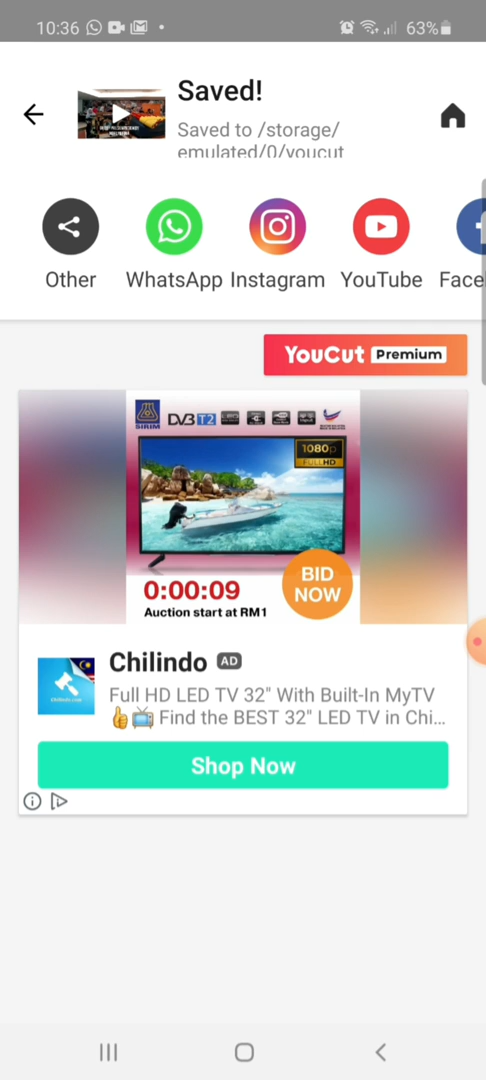 10:36
63%
Saved!
Saved to /storage/
emulated/0/youcut
Other
WhatsApp
Instagram
YouTube
Face
YouCut Premium
SIRIM
DVB T2
1080p
FULL HD
0:00:09
Auction start at RM1
BID
NOW
Chilindo AD
Full HD LED TV 32" With Built-In MyTV
👍📺 Find the BEST 32" LED TV in Chi...
Shop Now